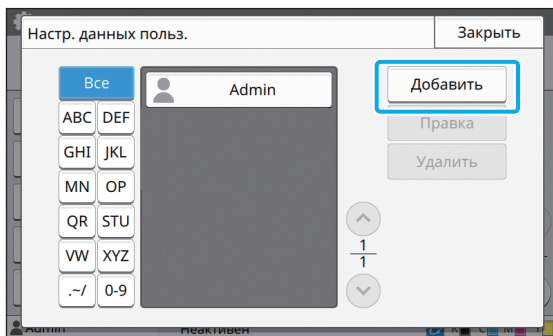 Настр. данных польз.
Закрыть
Все
Admin
Добавить
ABC DEF
Правка
GHI JKL
Удалить
MN OP
QR STU
VW XYZ
1
1
.~/ 0-9
Admin
Неактивен